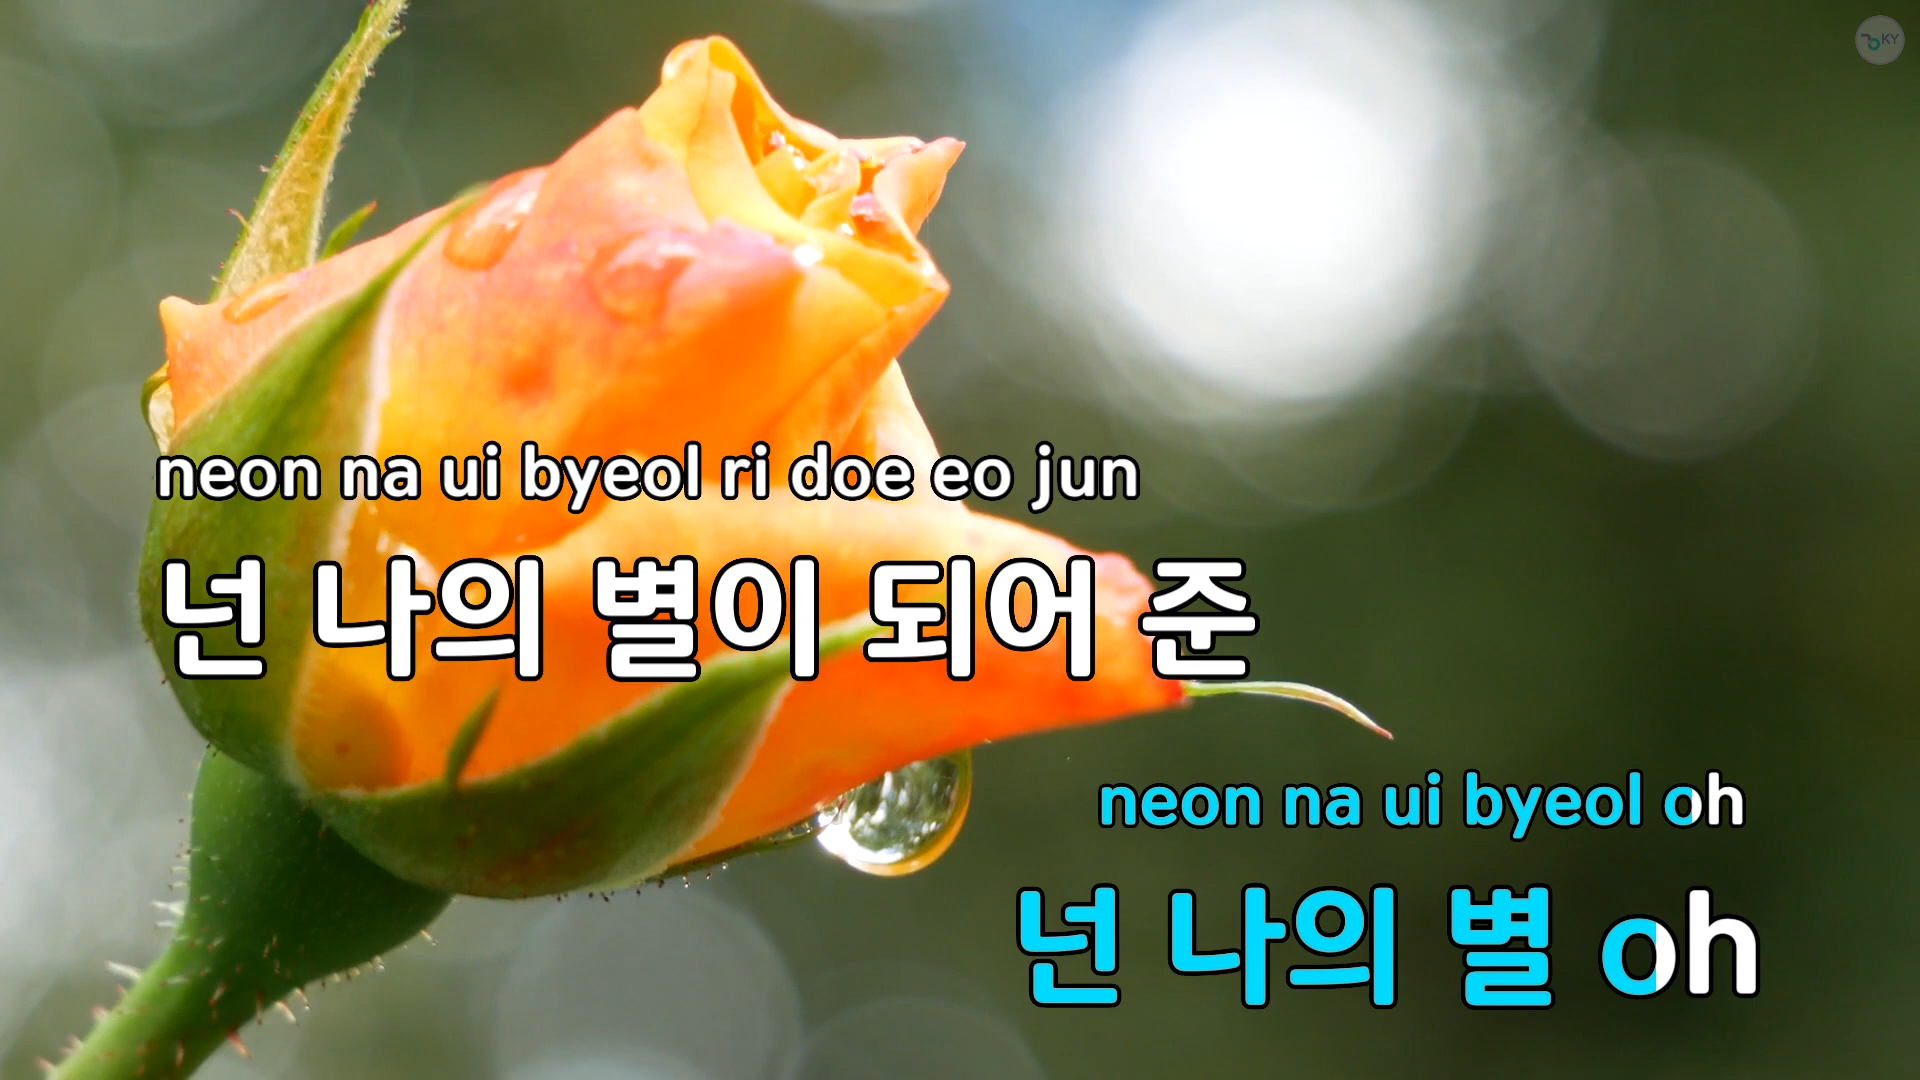 KY
neon na ui byeol ri doe eo jun
넌 나의 별이 되어 준
neon na ui byeol oh
넌 나의 별 oh